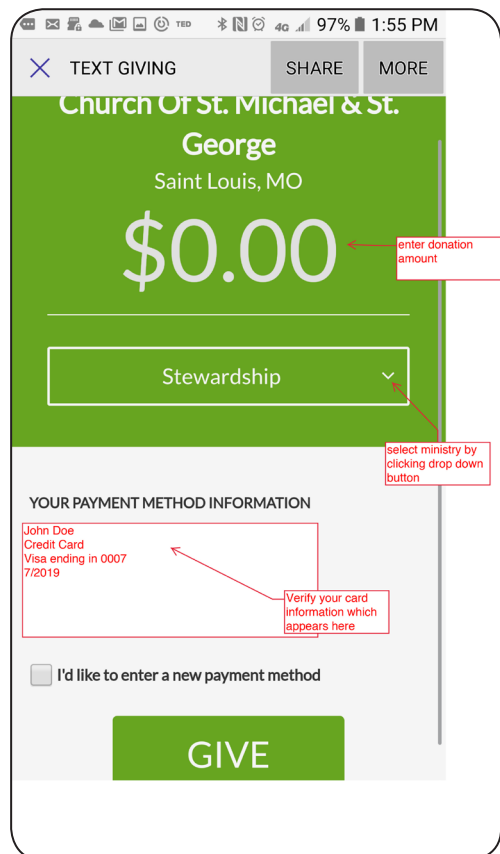 TED 4G 97% 1:55 PM
TEXT GIVING SHARE MORE
Church Of St. Michael & St.
George
Saint Louis, MO
$0.00
enter donation
amount
Stewardship
select ministry by
clicking drop down
button
YOUR PAYMENT METHOD INFORMATION
John Doe
Credit Card
Visa ending in 0007
7/2019
Verify your card
information which
appears here
I'd like to enter a new payment method
GIVE